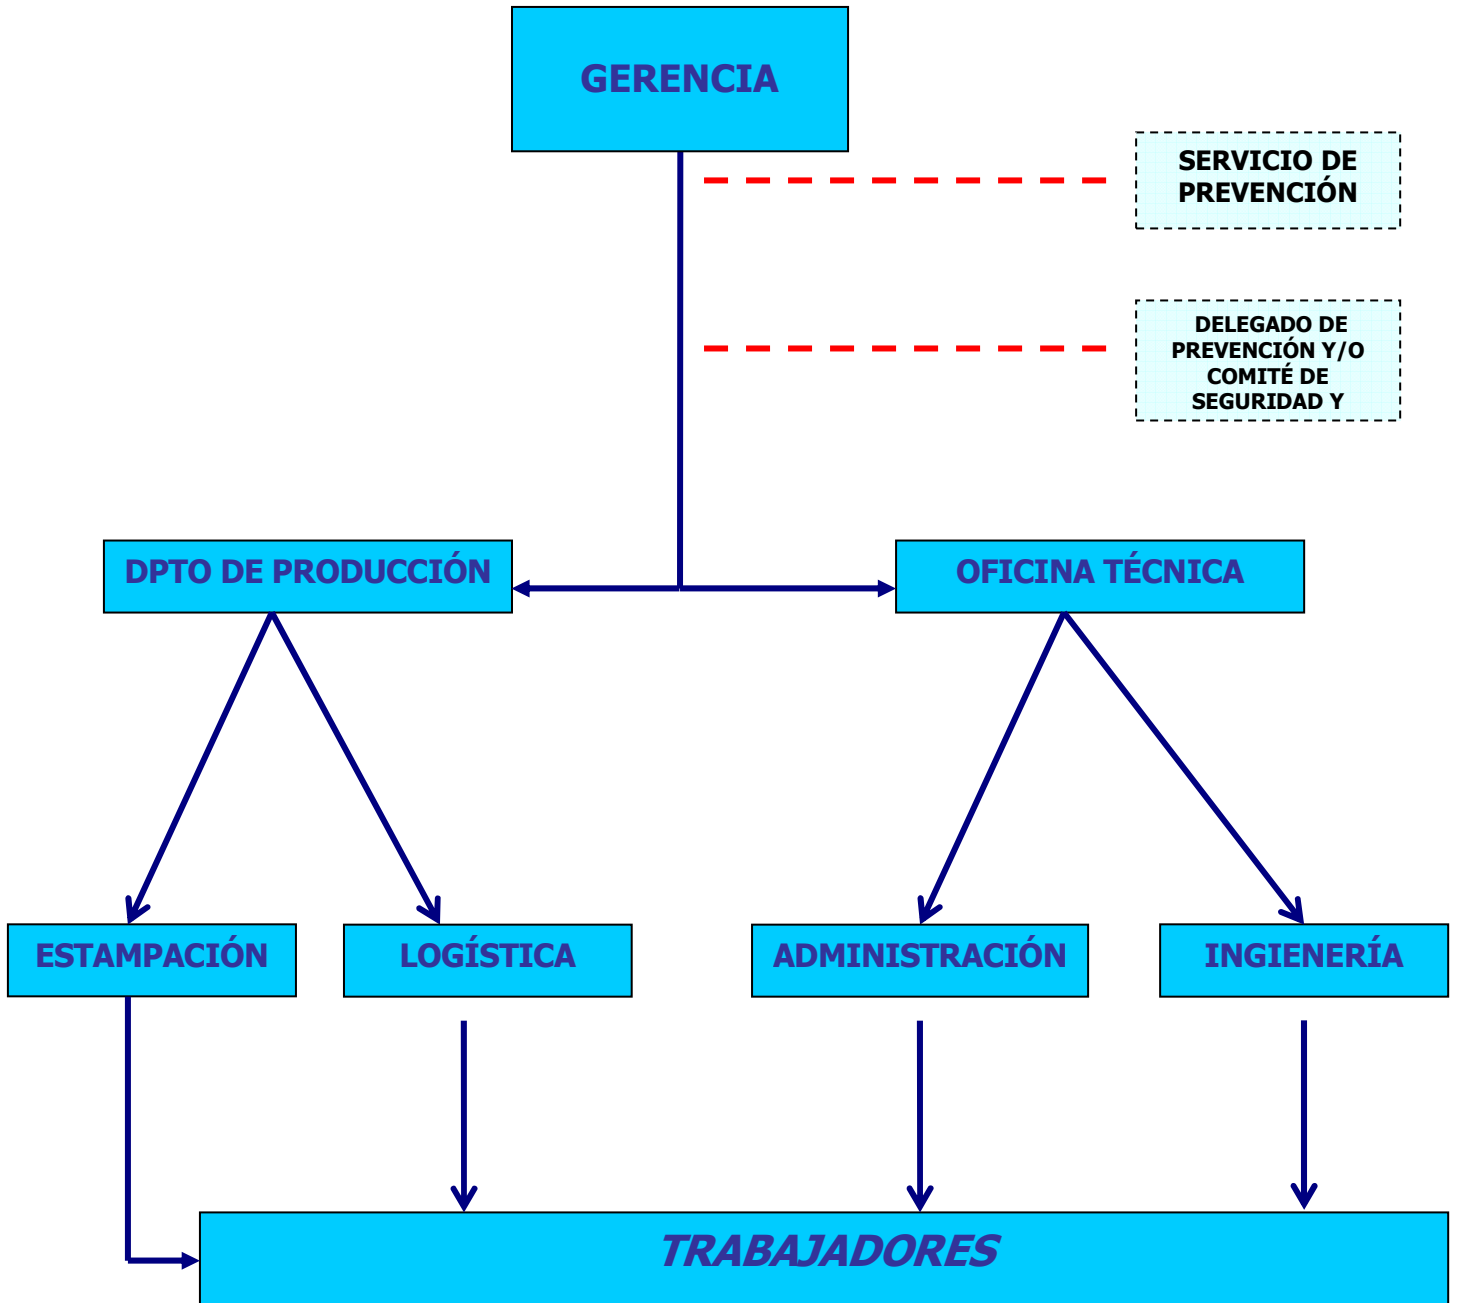 GERENCIA
SERVICIO DE
PREVENCIÓN
DELEGADO DE
PREVENCIÓN Y/O
COMITÉ DE
SEGURIDAD Y
DPTO DE PRODUCCIÓN
OFICINA TÉCNICA
ESTAMPACIÓN
LOGÍSTICA
ADMINISTRACIÓN
INGIENERÍA
TRABAJADORES